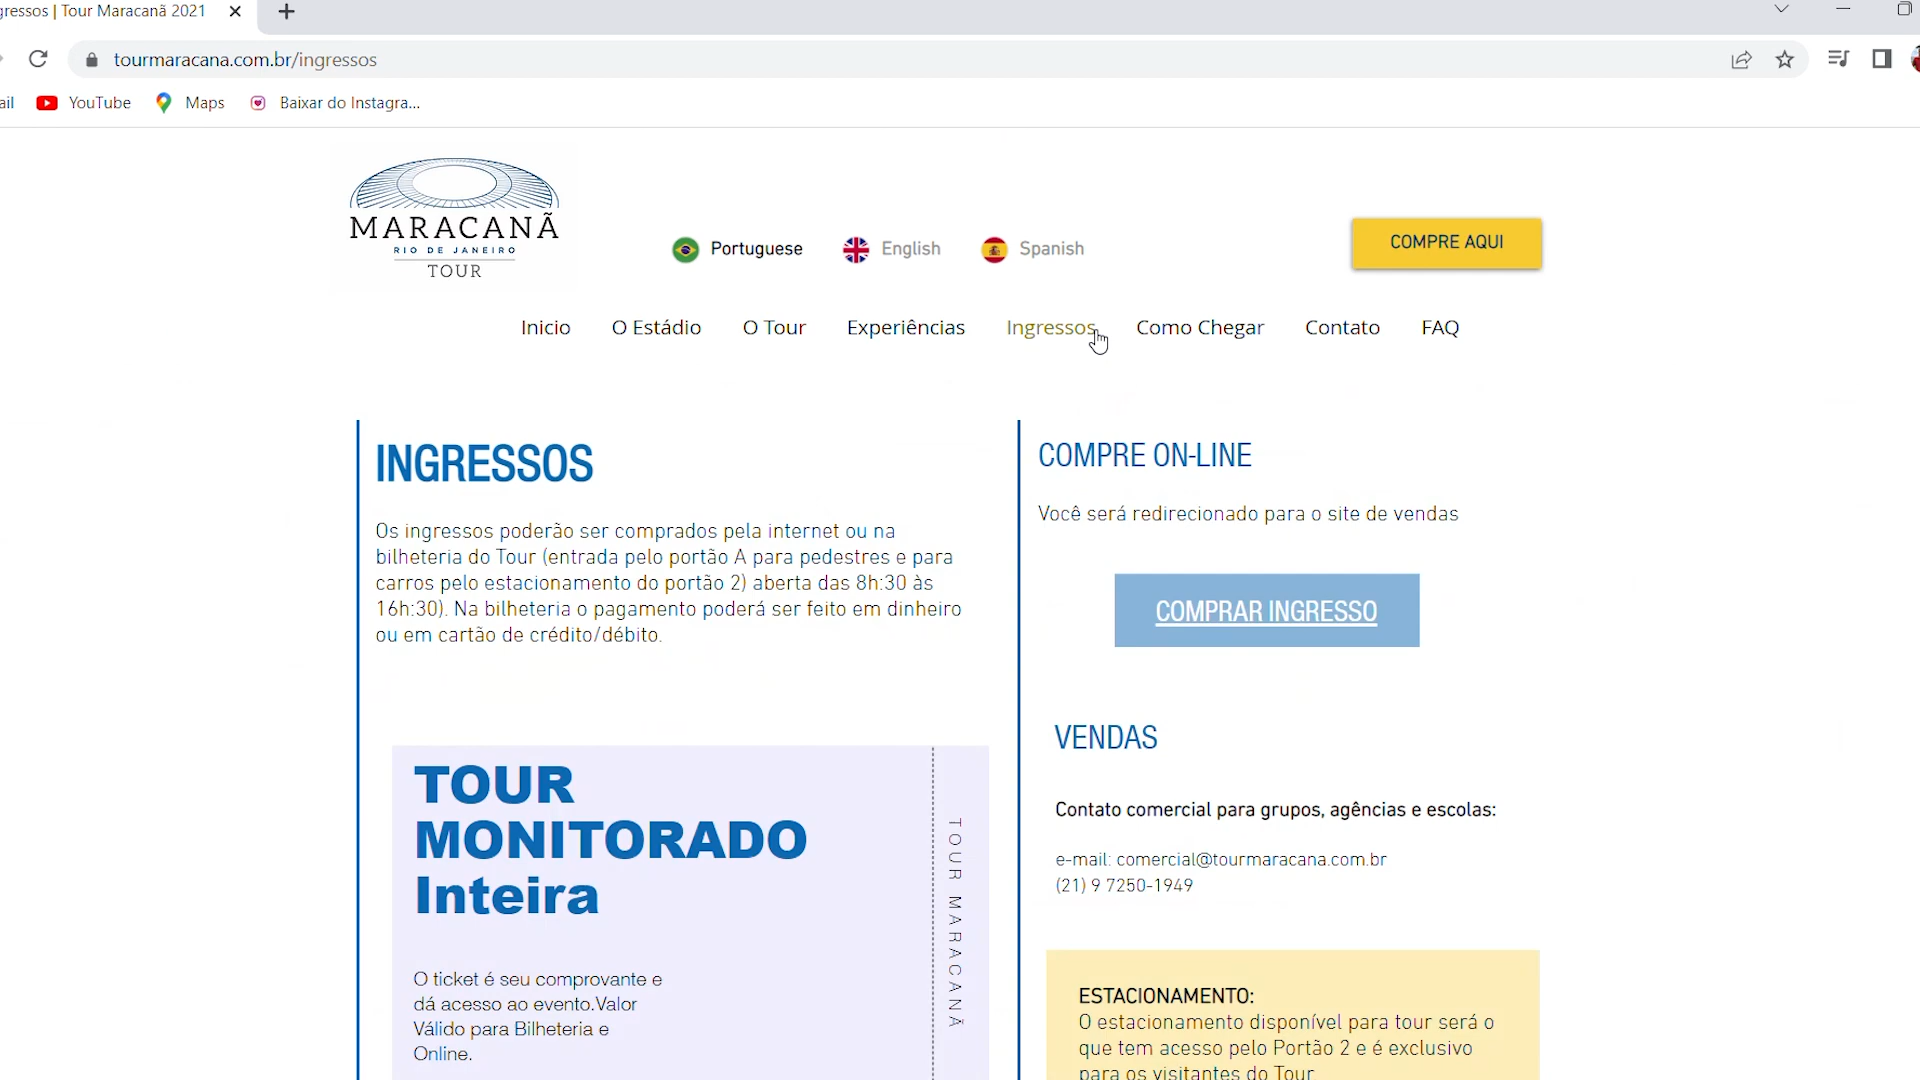 gressos | Tour Maracanã 2021
tourmaracana.com.br/ingressos
ail YouTube Maps Baixar do Instagra...
MARACANÃ
RIO DE JANEIRO
TOUR
Portuguese English Spanish
COMPRE AQUI
Inicio O Estádio O Tour Experiências Ingressos Como Chegar Contato FAQ
INGRESSOS
Os ingressos poderão ser comprados pela internet ou na
bilheteria do Tour (entrada pelo portão A para pedestres e para
carros pelo estacionamento do portão 2) aberta das 8h:30 às
16h:30). Na bilheteria o pagamento poderá ser feito em dinheiro
ou em cartão de crédito/débito.
TOUR
MONITORADO
Inteira
O ticket é seu comprovante e
dá acesso ao evento.Valor
Válido para Bilheteria e
Online.
TOUR MARACANÃ
COMPRE ON-LINE
Você será redirecionado para o site de vendas
COMPRAR INGRESSO
VENDAS
Contato comercial para grupos, agências e escolas:
e-mail: comercial@tourmaracana.com.br
(21) 9 7250-1949
ESTACIONAMENTO:
O estacionamento disponível para tour será o
que tem acesso pelo Portão 2 e é exclusivo
para os visitantes do Tour